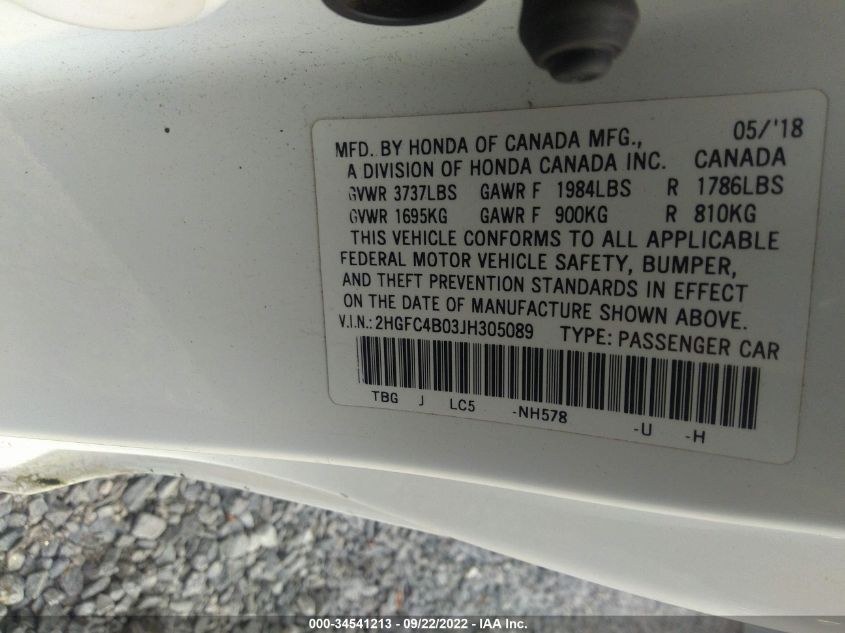 05/'18
MFD. BY HONDA OF CANADA MFG.,
A DIVISION OF HONDA CANADA INC. CANADA
GVWR 3737LBS GAWR F 1984LBS R 1786LBS
GVWR 1695KG GAWR F 900KG R 810KG
THIS VEHICLE CONFORMS TO ALL APPLICABLE
FEDERAL MOTOR VEHICLE SAFETY, BUMPER,
AND THEFT PREVENTION STANDARDS IN EFFECT
ON THE DATE OF MANUFACTURE SHOWN ABOVE.
V.I.N.: 2HGFC4B03JH305089 TYPE: PASSENGER CAR
TBG J LC5 -NH578 -U -H
000-34541213 - 09/22/2022 - IAA Inc.